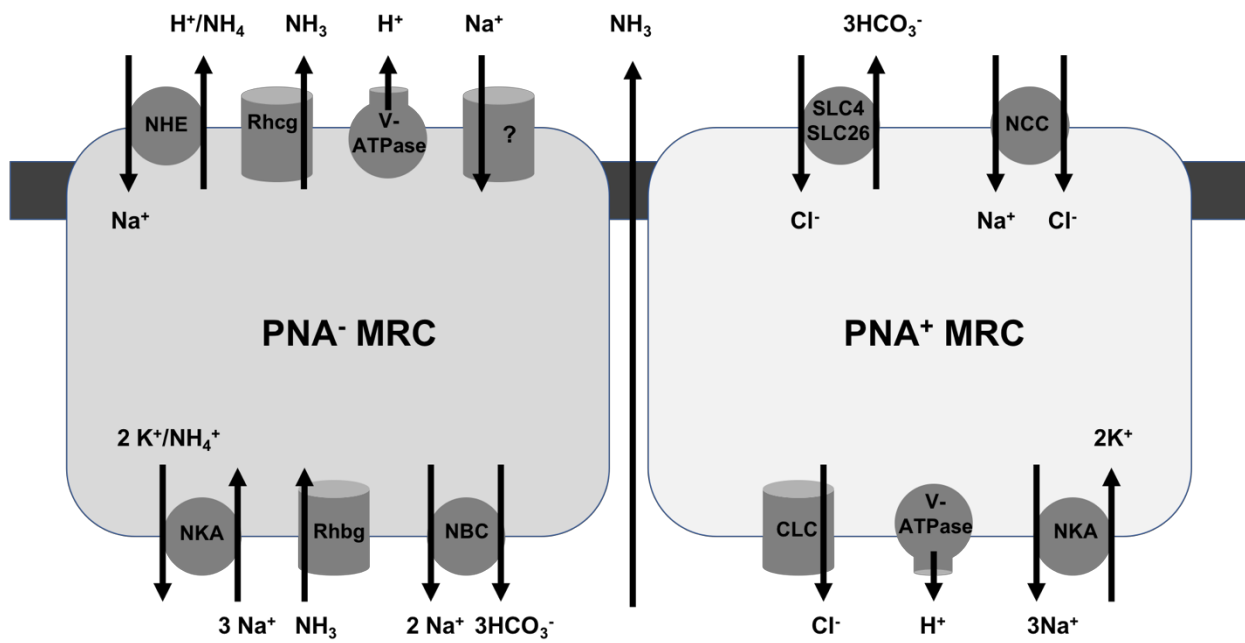 H⁺/NH₄ NH₃ H⁺ Na⁺ NH₃ 3HCO₃⁻
NHE Rhcg V-ATPase ? SLC4 SLC26 NCC
Na⁺ Cl⁻ Na⁺ Cl⁻
PNA⁻ MRC PNA⁺ MRC
2 K⁺/NH₄⁺ 2K⁺
NKA Rhbg NBC CLC V-ATPase NKA
3 Na⁺ NH₃ 2 Na⁺ 3HCO₃⁻ Cl⁻ H⁺ 3Na⁺